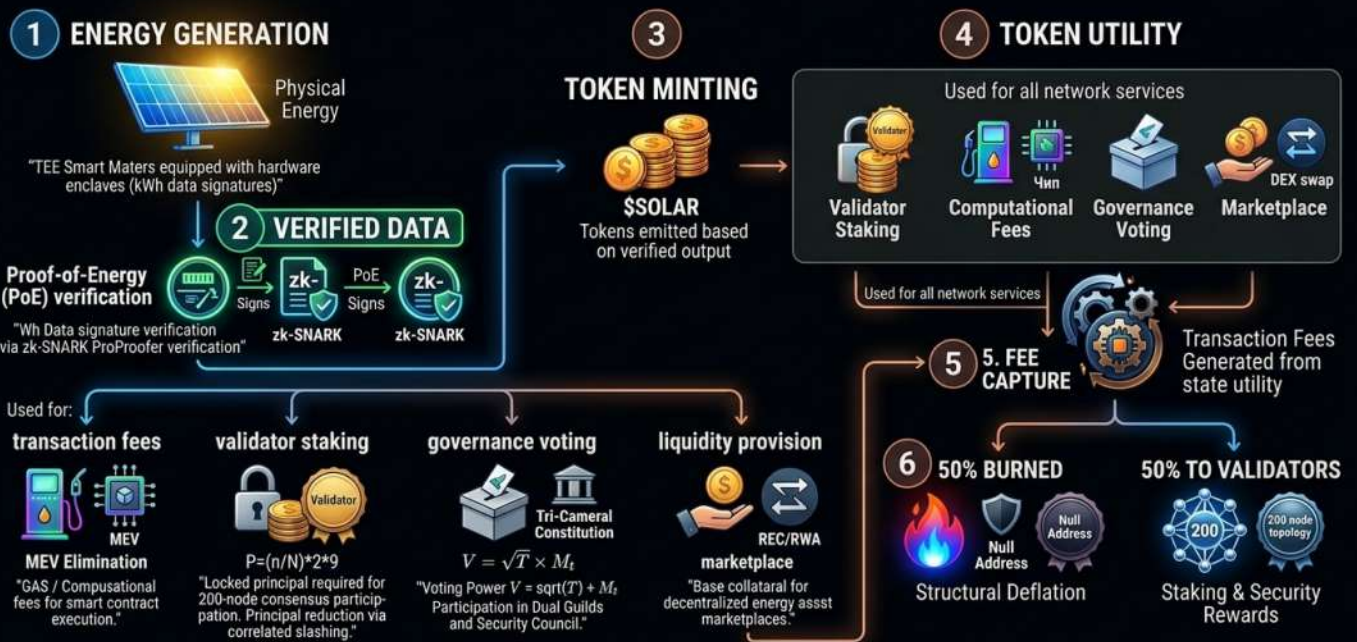 1 ENERGY GENERATION
Physical
Energy
"TEE Smart Maters equipped with hardware
enclaves (kWh data signatures)"
2 VERIFIED DATA
Proof-of-Energy
(PoE) verification
Signs
zk-
zk-SNARK
PoE
Signs
zk-
zk-SNARK
"Wh Data signature verification
via zk-SNARK ProProofer verification"
3
TOKEN MINTING
$SOLAR
Tokens emitted based
on verified output
4 TOKEN UTILITY
Used for all network services
Validator
Validator
Staking
Чип
Computational
Fees
Governance
Voting
DEX swap
Marketplace
Used for all network services
5 5. FEE
CAPTURE
Transaction Fees
Generated from
state utility
Used for:
transaction fees
MEV
MEV Elimination
"GAS / Compusational
fees for smart contract
execution."
validator staking
Validator
P=(n/N)*2*9
"Locked principal required for
200-node consensus particip-
pation. Principal reduction via
correlated slashing."
governance voting
Tri-Cameral
Constitution
V = √T × Mt
"Voting Power V = sqrt(T) + Mt
Participation in Dual Guilds
and Security Council."
liquidity provision
REC/RWA
marketplace
"Base collataral for
decentralized energy assst
marketplaces."
6 50% BURNED
Null
Address
Null
Address
Structural Deflation
50% TO VALIDATORS
200
200 node
topology
Staking & Security
Rewards